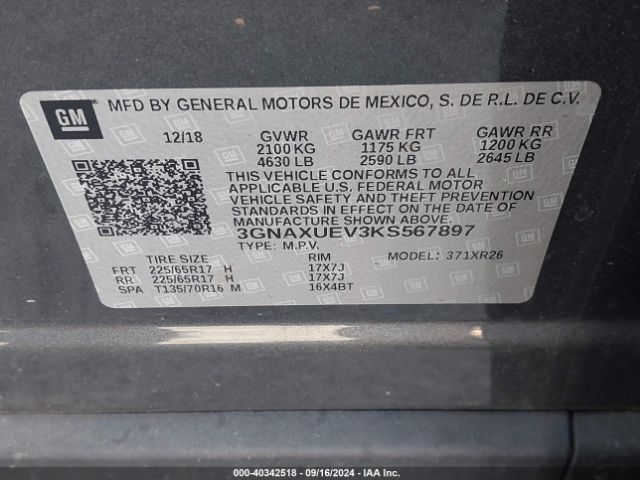 GM MFD BY GENERAL MOTORS DE MEXICO, S. DE R.L. DE C.V.
12/18 GVWR GAWR FRT GAWR RR
2100 KG 1175 KG 1200 KG
4630 LB 2590 LB 2645 LB
THIS VEHICLE CONFORMS TO ALL
APPLICABLE U.S. FEDERAL MOTOR
VEHICLE SAFETY AND THEFT PREVENTION
STANDARDS IN EFFECT ON THE DATE OF
MANUFACTURE SHOWN ABOVE.
3GNAXUEV3KS567897
TYPE: M.P.V. MODEL: 371XR26
TIRE SIZE RIM
FRT 225/65R17 H 17X7J
RR 225/65R17 H 17X7J
SPA T135/70R16 M 16X4BT
© COPART - 40342518 - 09/16/2024 - IAA Holdings, LLC.